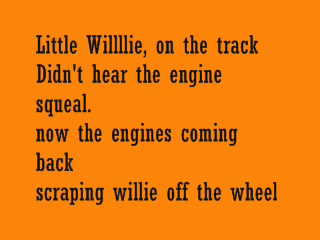 Little Willllie, on the track
Didn't hear the engine
squeal.
now the engines coming
back
scraping willie off the wheel